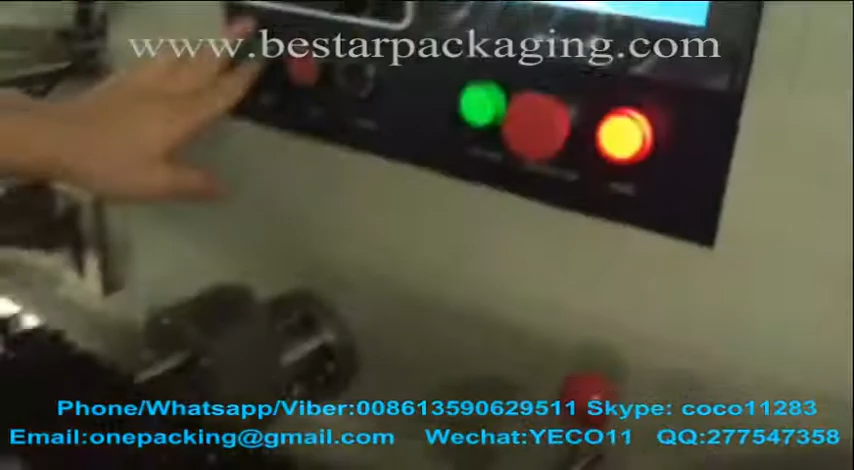 www.bestarpackaging.com
Phone/Whatsapp/Viber:008613590629511 Skype: coco11283
Email:onepacking@gmail.com Wechat:YECO11 QQ:277547358